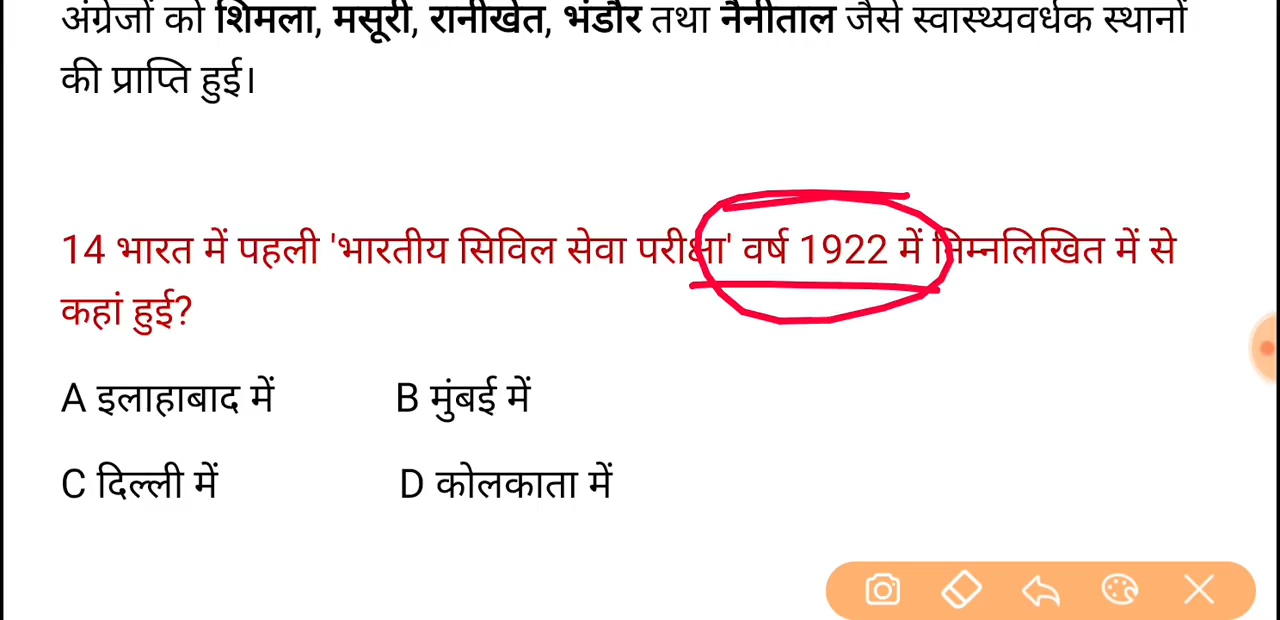 अंग्रेजों को शिमला, मसूरी, रानीखेत, भंडौर तथा नैनीताल जैसे स्वास्थ्यवर्धक स्थानों
की प्राप्ति हुई।
14 भारत में पहली 'भारतीय सिविल सेवा परीक्षा' वर्ष 1922 में निम्नलिखित में से
कहां हुई?
A इलाहाबाद में B मुंबई में
C दिल्ली में D कोलकाता में